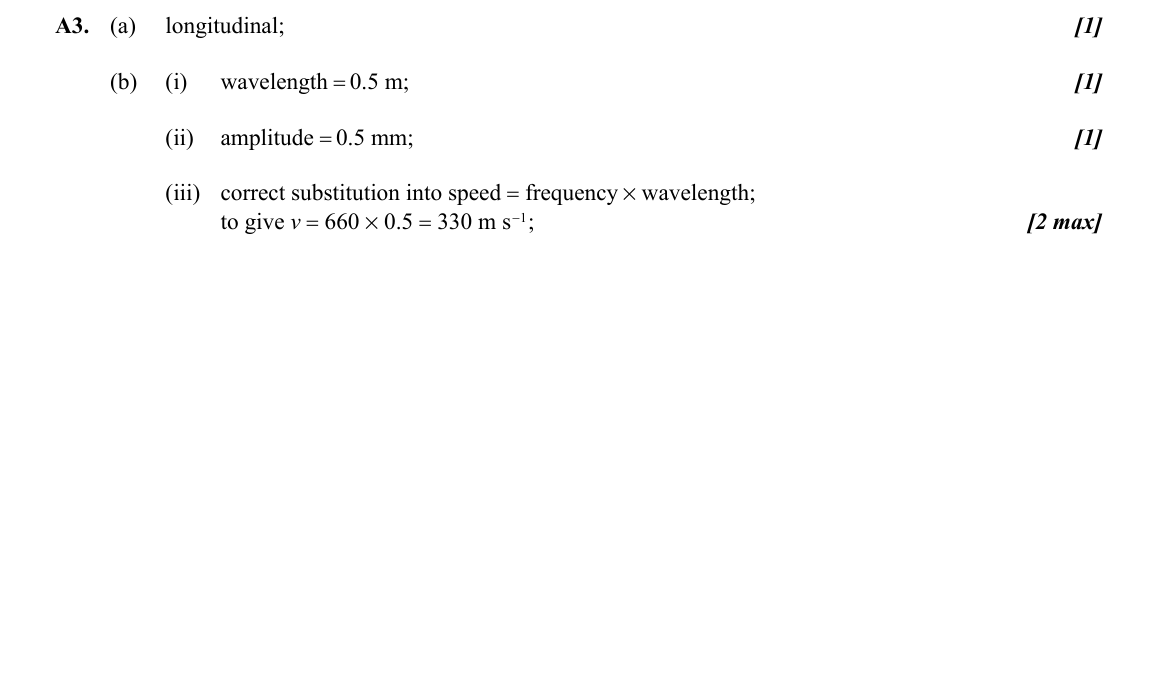 A3. (a) longitudinal; [1]
(b) (i) wavelength = 0.5 m; [1]
(ii) amplitude = 0.5 mm; [1]
(iii) correct substitution into speed = frequency × wavelength;
to give v = 660 × 0.5 = 330 m s⁻¹; [2 max]